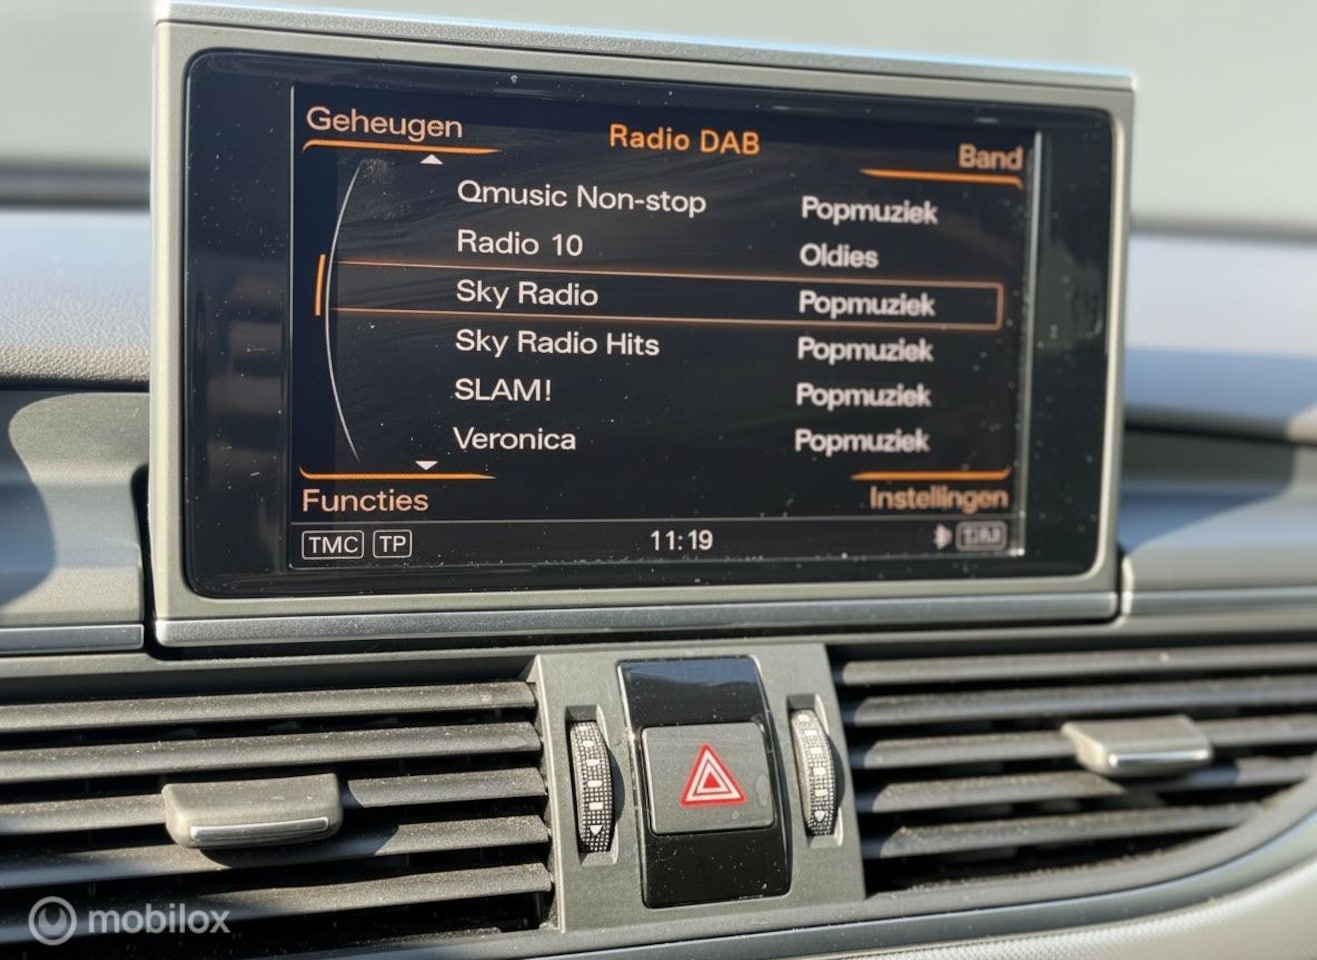 Geheugen
Radio DAB
Band
Qmusic Non-stop Popmuziek
Radio 10 Oldies
Sky Radio Popmuziek
Sky Radio Hits Popmuziek
SLAM! Popmuziek
Veronica Popmuziek
Functies
Instellingen
TMC TP 11:19
mobilox